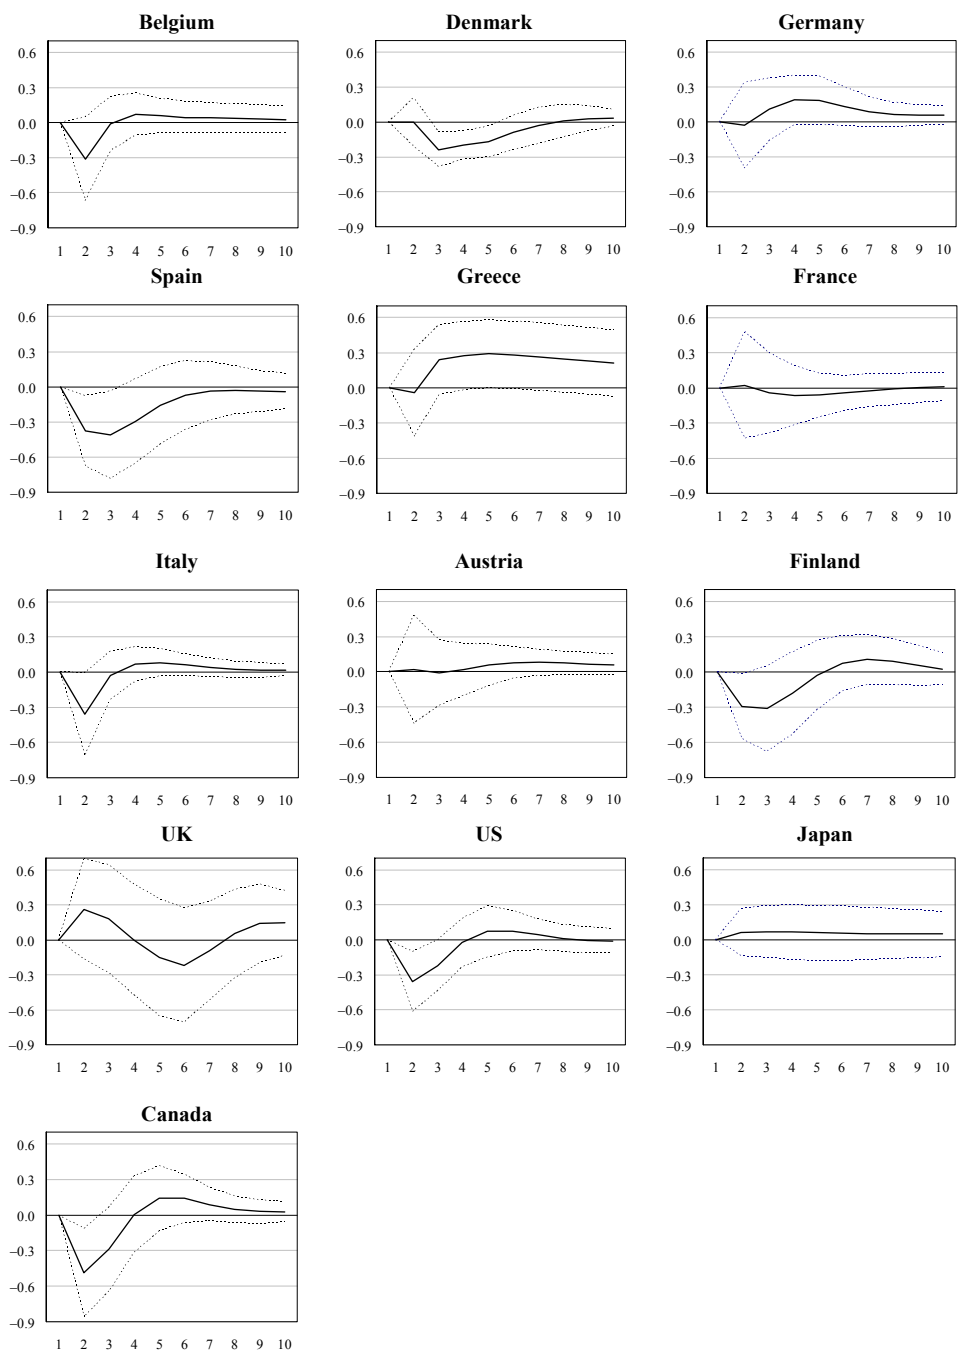 Belgium Denmark Germany
0.6 0.6 0.6
0.3 0.3 0.3
0.0 0.0 0.0
–0.3 –0.3 –0.3
–0.6 –0.6 –0.6
–0.9 –0.9 –0.9
1 2 3 4 5 6 7 8 9 10 1 2 3 4 5 6 7 8 9 10 1 2 3 4 5 6 7 8 9 10
Spain Greece France
0.6 0.6 0.6
0.3 0.3 0.3
0.0 0.0 0.0
–0.3 –0.3 –0.3
–0.6 –0.6 –0.6
–0.9 –0.9 –0.9
1 2 3 4 5 6 7 8 9 10 1 2 3 4 5 6 7 8 9 10 1 2 3 4 5 6 7 8 9 10
Italy Austria Finland
0.6 0.6 0.6
0.3 0.3 0.3
0.0 0.0 0.0
–0.3 –0.3 –0.3
–0.6 –0.6 –0.6
–0.9 –0.9 –0.9
1 2 3 4 5 6 7 8 9 10 1 2 3 4 5 6 7 8 9 10 1 2 3 4 5 6 7 8 9 10
UK US Japan
0.6 0.6 0.6
0.3 0.3 0.3
0.0 0.0 0.0
–0.3 –0.3 –0.3
–0.6 –0.6 –0.6
–0.9 –0.9 –0.9
1 2 3 4 5 6 7 8 9 10 1 2 3 4 5 6 7 8 9 10 1 2 3 4 5 6 7 8 9 10
Canada
0.6
0.3
0.0
–0.3
–0.6
–0.9
1 2 3 4 5 6 7 8 9 10